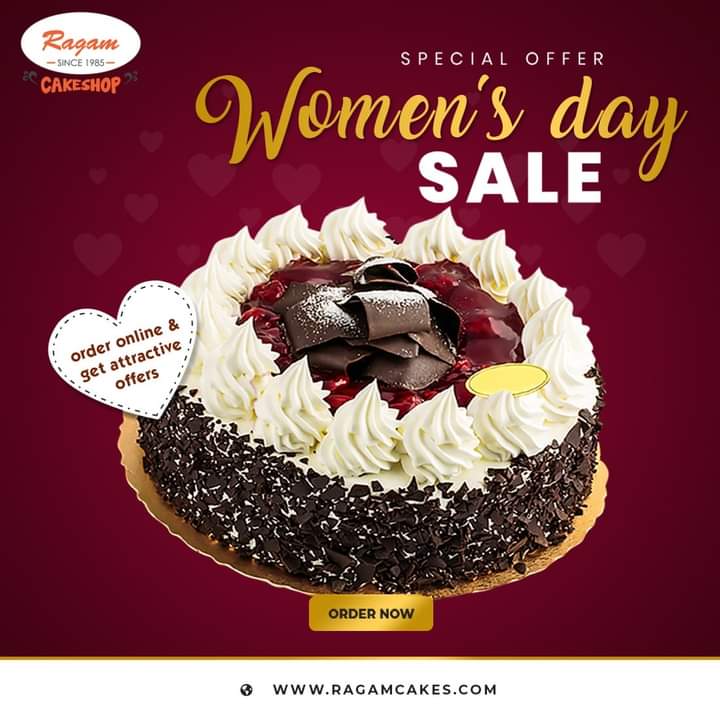 Ragam
SINCE 1985
CAKESHOP
SPECIAL OFFER
Women's day
SALE
order online &
get attractive
offers
ORDER NOW
WWW.RAGAMCAKES.COM